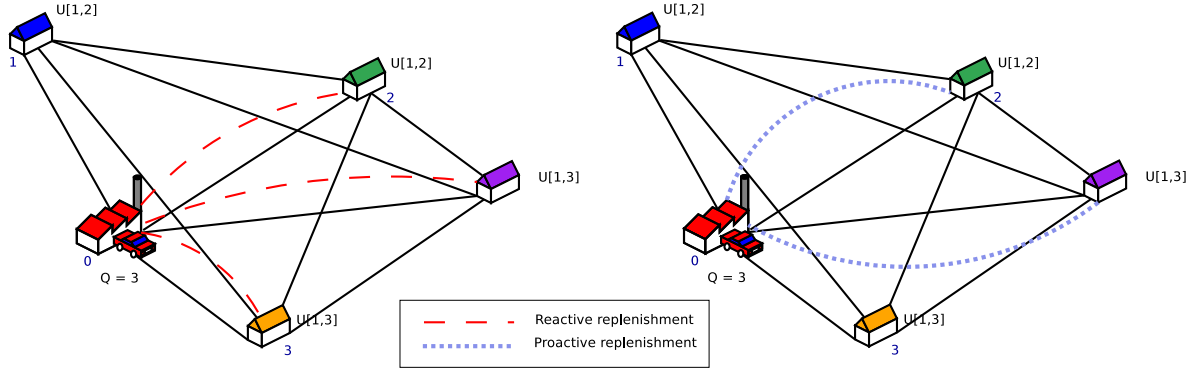 U[1,2]
1
U[1,2]
2
U[1,3]
0
Q = 3
U[1,3]
3
U[1,2]
1
U[1,2]
2
U[1,3]
0
Q = 3
U[1,3]
3
Reactive replenishment
Proactive replenishment